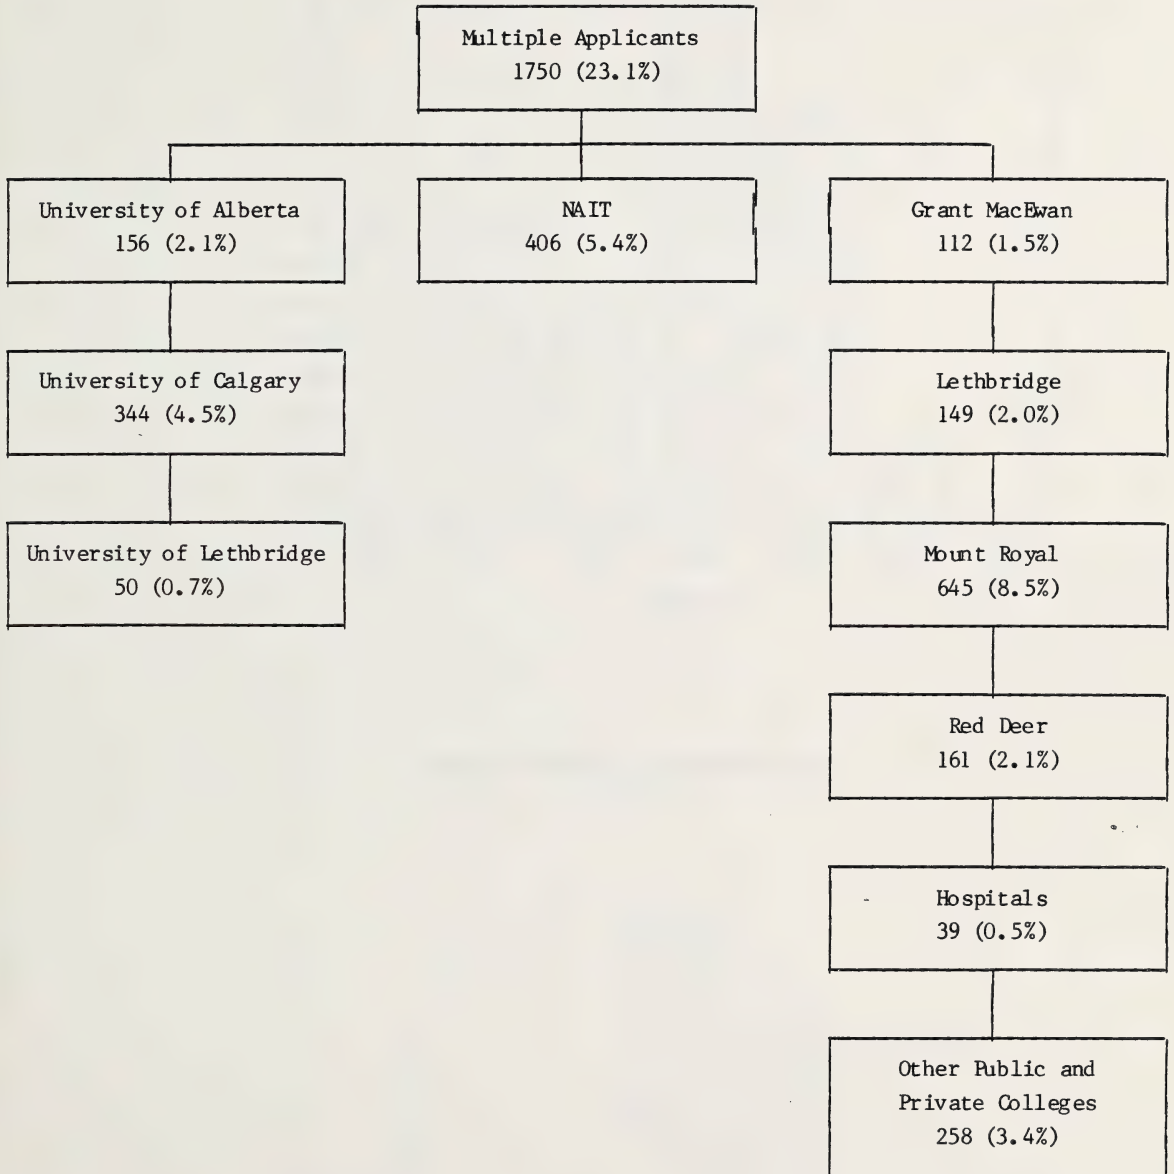 Multiple Applicants
1750 (23.1%)
University of Alberta
156 (2.1%)
NAIT
406 (5.4%)
Grant MacEwan
112 (1.5%)
University of Calgary
344 (4.5%)
Lethbridge
149 (2.0%)
University of Lethbridge
50 (0.7%)
Mount Royal
645 (8.5%)
Red Deer
161 (2.1%)
Hospitals
39 (0.5%)
Other Public and
Private Colleges
258 (3.4%)